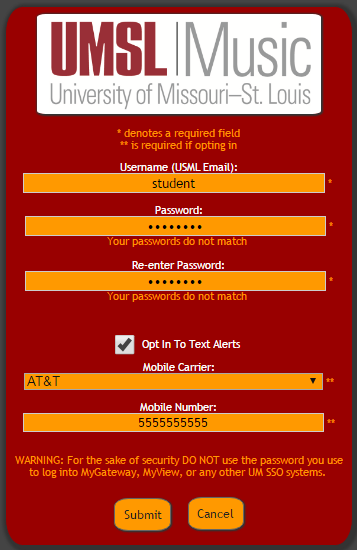 UMSL Music
University of Missouri–St. Louis
* denotes a required field
** is required if opting in
Username (USML Email):
student *
Password:
•••••••• *
Your passwords do not match
Re-enter Password:
•••••••• *
Your passwords do not match
Opt In To Text Alerts
Mobile Carrier:
AT&T ▼ **
Mobile Number:
5555555555 **
WARNING: For the sake of security DO NOT use the password you use
to log into MyGateway, MyView, or any other UM SSO systems.
Submit Cancel